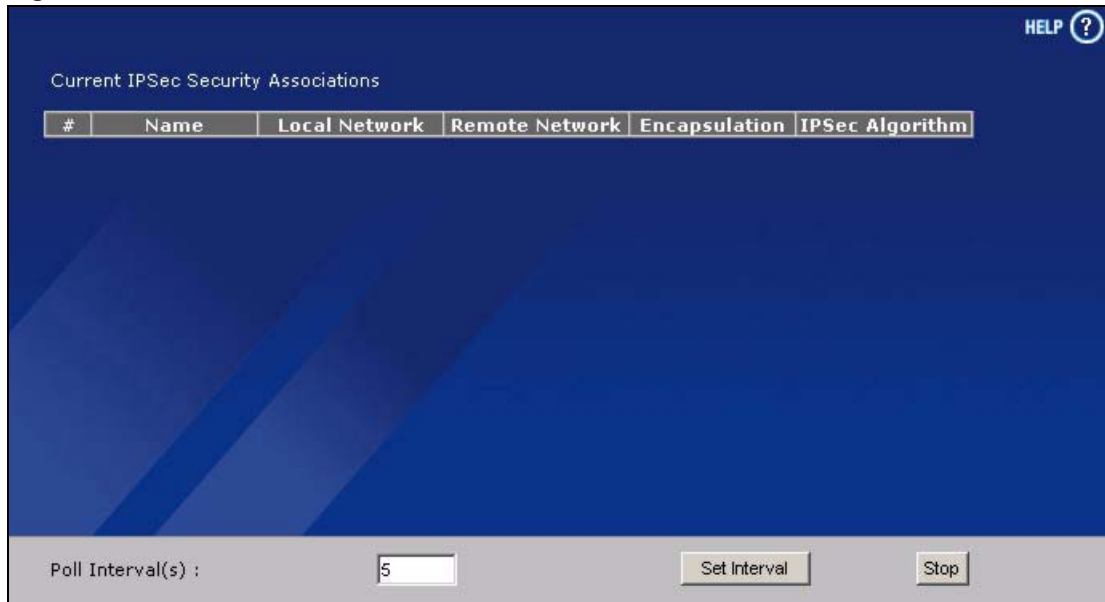 HELP ?
Current IPSec Security Associations
# Name Local Network Remote Network Encapsulation IPSec Algorithm
Poll Interval(s) : 5 Set Interval Stop